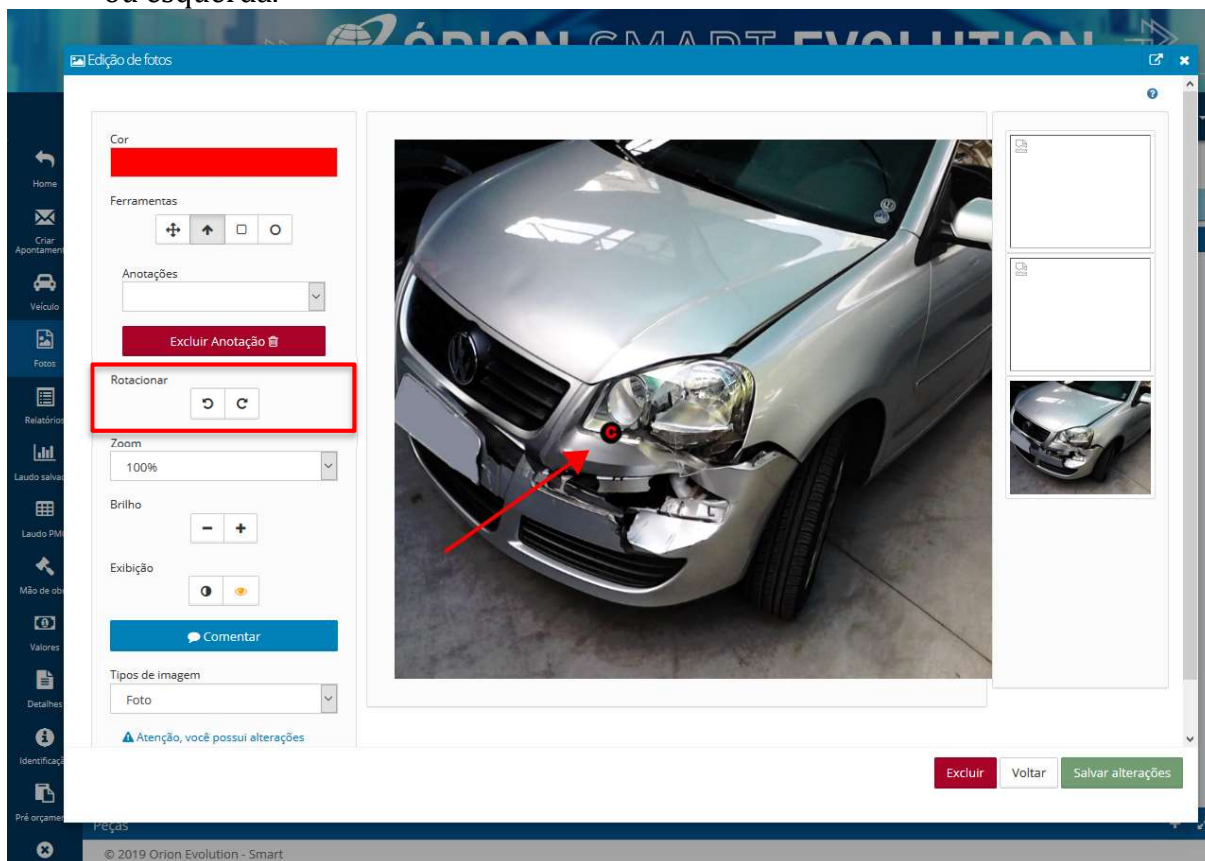 ou esquerda.
ÓRION SMART EVOLUTION
Edição de fotos
Home
Criar
Apontament
Veículo
Fotos
Relatórios
Laudo salva
Laudo PM
Mão de ob
Valores
Detalhes
Identificaçã
Pré orçame
Cor
Ferramentas
Anotações
Excluir Anotação
Rotacionar
Zoom
100%
Brilho
- +
Exibição
Comentar
Tipos de imagem
Foto
Atenção, você possui alterações
C
Excluir Voltar Salvar alterações
Peças
© 2019 Orion Evolution - Smart